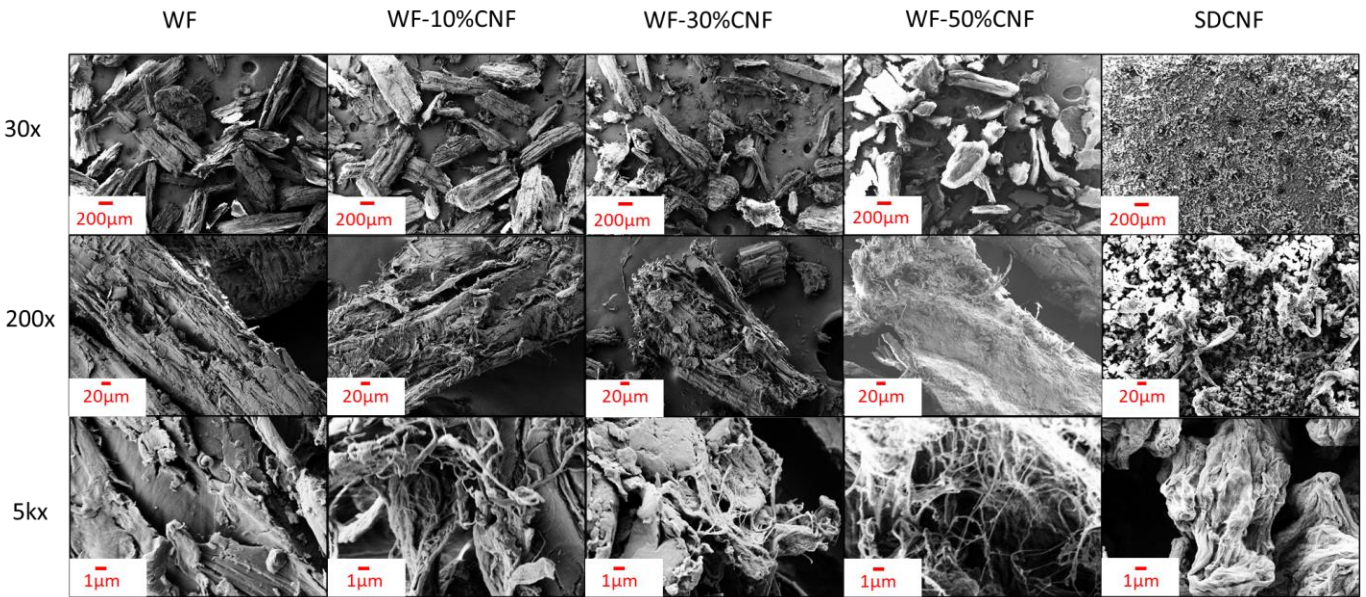 WF WF-10%CNF WF-30%CNF WF-50%CNF SDCNF
30x
200µm 200µm 200µm 200µm 200µm
200x
20µm 20µm 20µm 20µm 20µm
5kx
1µm 1µm 1µm 1µm 1µm